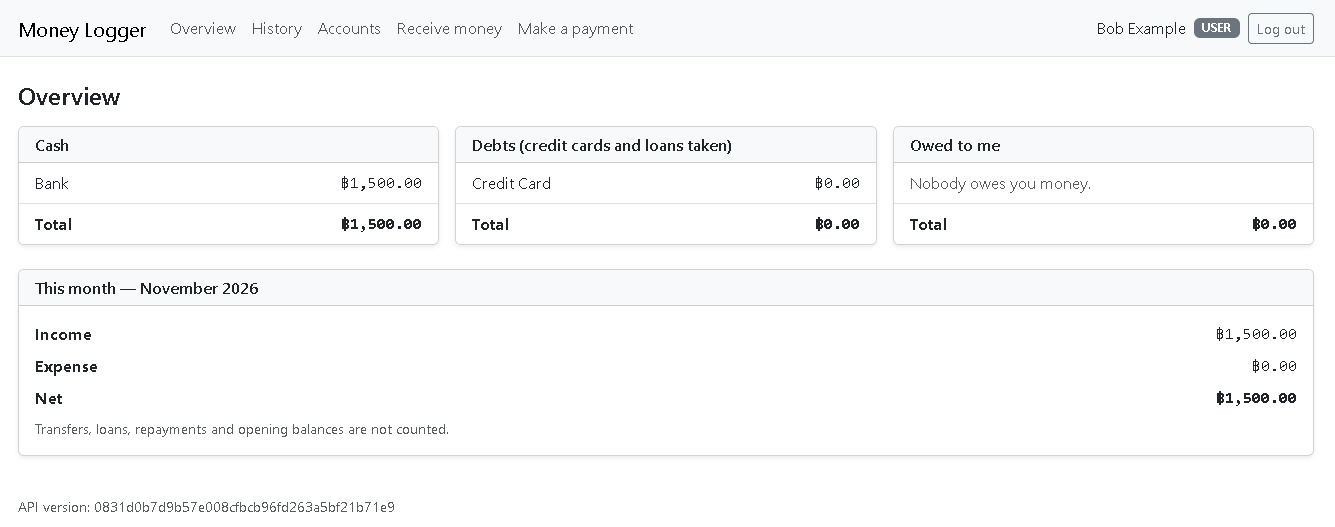 Money Logger Overview History Accounts Receive money Make a payment Bob Example USER Log out
Overview
Cash
Bank ฿1,500.00
Total ฿1,500.00
Debts (credit cards and loans taken)
Credit Card ฿0.00
Total ฿0.00
Owed to me
Nobody owes you money.
Total ฿0.00
This month — November 2026
Income ฿1,500.00
Expense ฿0.00
Net ฿1,500.00
Transfers, loans, repayments and opening balances are not counted.
API version: 0831d0b7d9b57e008cfbcb96fd263a5bf21b71e9